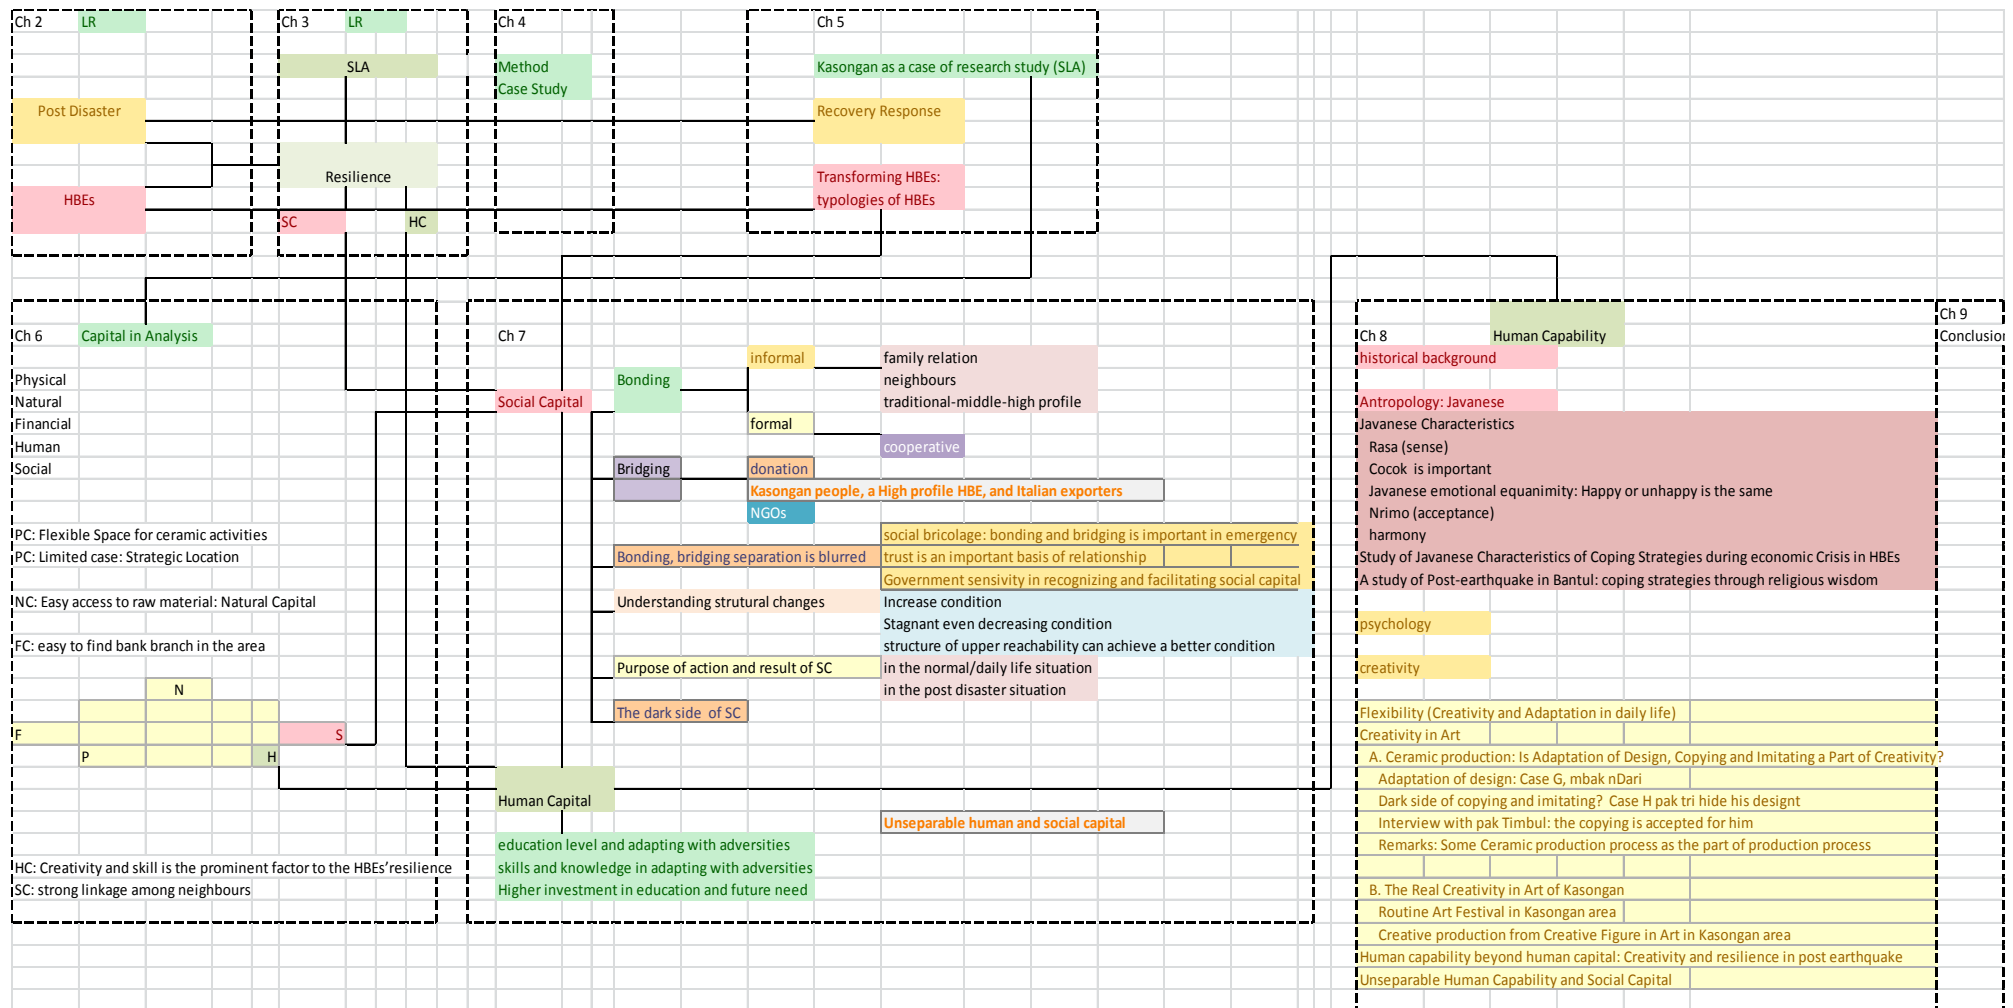 Ch 2
LR
Post Disaster
HBEs
Ch 3
LR
SLA
Resilience
SC
HC
Ch 4
Method
Case Study
Ch 5
Kasongan as a case of research study (SLA)
Recovery Response
Transforming HBEs:
typologies of HBEs
Ch 6
Capital in Analysis
Physical
Natural
Financial
Human
Social
PC: Flexible Space for ceramic activities
PC: Limited case: Strategic Location
NC: Easy access to raw material: Natural Capital
FC: easy to find bank branch in the area
N
F
S
P
H
HC: Creativity and skill is the prominent factor to the HBEs'resilience
SC: strong linkage among neighbours
Ch 7
Social Capital
Bonding
informal
family relation
neighbours
traditional-middle-high profile
formal
cooperative
Bridging
donation
Kasongan people, a High profile HBE, and Italian exporters
NGOs
Bonding, bridging separation is blurred
social bricolage: bonding and bridging is important in emergency
trust is an important basis of relationship
Government sensivity in recognizing and facilitating social capital
Understanding strutural changes
Increase condition
Stagnant even decreasing condition
structure of upper reachability can achieve a better condition
Purpose of action and result of SC
in the normal/daily life situation
in the post disaster situation
The dark side of SC
Human Capital
Unseparable human and social capital
education level and adapting with adversities
skills and knowledge in adapting with adversities
Higher investment in education and future need
Ch 8
Human Capability
historical background
Antropology: Javanese
Javanese Characteristics
Rasa (sense)
Cocok is important
Javanese emotional equanimity: Happy or unhappy is the same
Nrimo (acceptance)
harmony
Study of Javanese Characteristics of Coping Strategies during economic Crisis in HBEs
A study of Post-earthquake in Bantul: coping strategies through religious wisdom
psychology
creativity
Flexibility (Creativity and Adaptation in daily life)
Creativity in Art
A. Ceramic production: Is Adaptation of Design, Copying and Imitating a Part of Creativity?
Adaptation of design: Case G, mbak nDari
Dark side of copying and imitating? Case H pak tri hide his designt
Interview with pak Timbul: the copying is accepted for him
Remarks: Some Ceramic production process as the part of production process
B. The Real Creativity in Art of Kasongan
Routine Art Festival in Kasongan area
Creative production from Creative Figure in Art in Kasongan area
Human capability beyond human capital: Creativity and resilience in post earthquake
Unseparable Human Capability and Social Capital
Ch 9
Conclusion